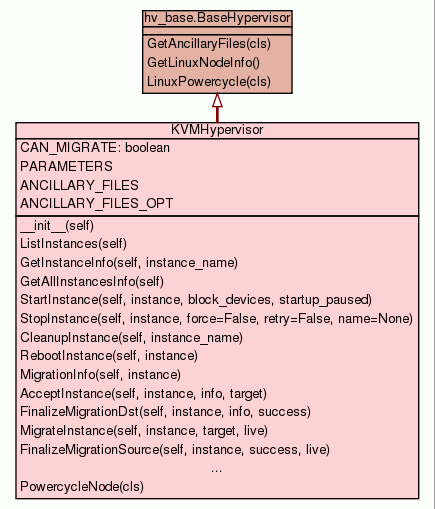 hv_base.BaseHypervisor
GetAncillaryFiles(cls)
GetLinuxNodeInfo()
LinuxPowercycle(cls)
KVMHypervisor
CAN_MIGRATE: boolean
PARAMETERS
ANCILLARY_FILES
ANCILLARY_FILES_OPT
__init__(self)
ListInstances(self)
GetInstanceInfo(self, instance_name)
GetAllInstancesInfo(self)
StartInstance(self, instance, block_devices, startup_paused)
StopInstance(self, instance, force=False, retry=False, name=None)
CleanupInstance(self, instance_name)
RebootInstance(self, instance)
MigrationInfo(self, instance)
AcceptInstance(self, instance, info, target)
FinalizeMigrationDst(self, instance, info, success)
MigrateInstance(self, instance, target, live)
FinalizeMigrationSource(self, instance, success, live)
...
PowercycleNode(cls)